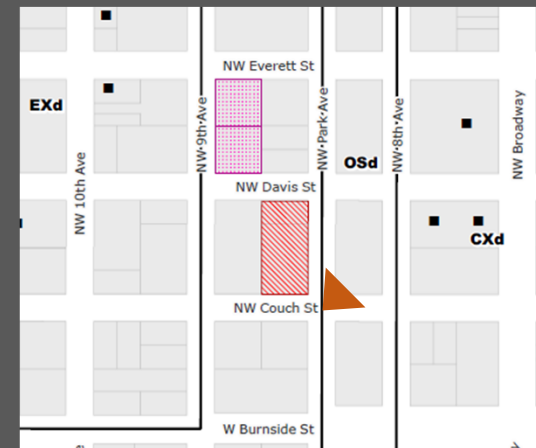 NW Everett St
EXd
NW 9th Ave
NW Park Ave
NW 8th Ave
NW Broadway
NW 10th Ave
OSd
NW Davis St
CXd
NW Couch St
W Burnside St